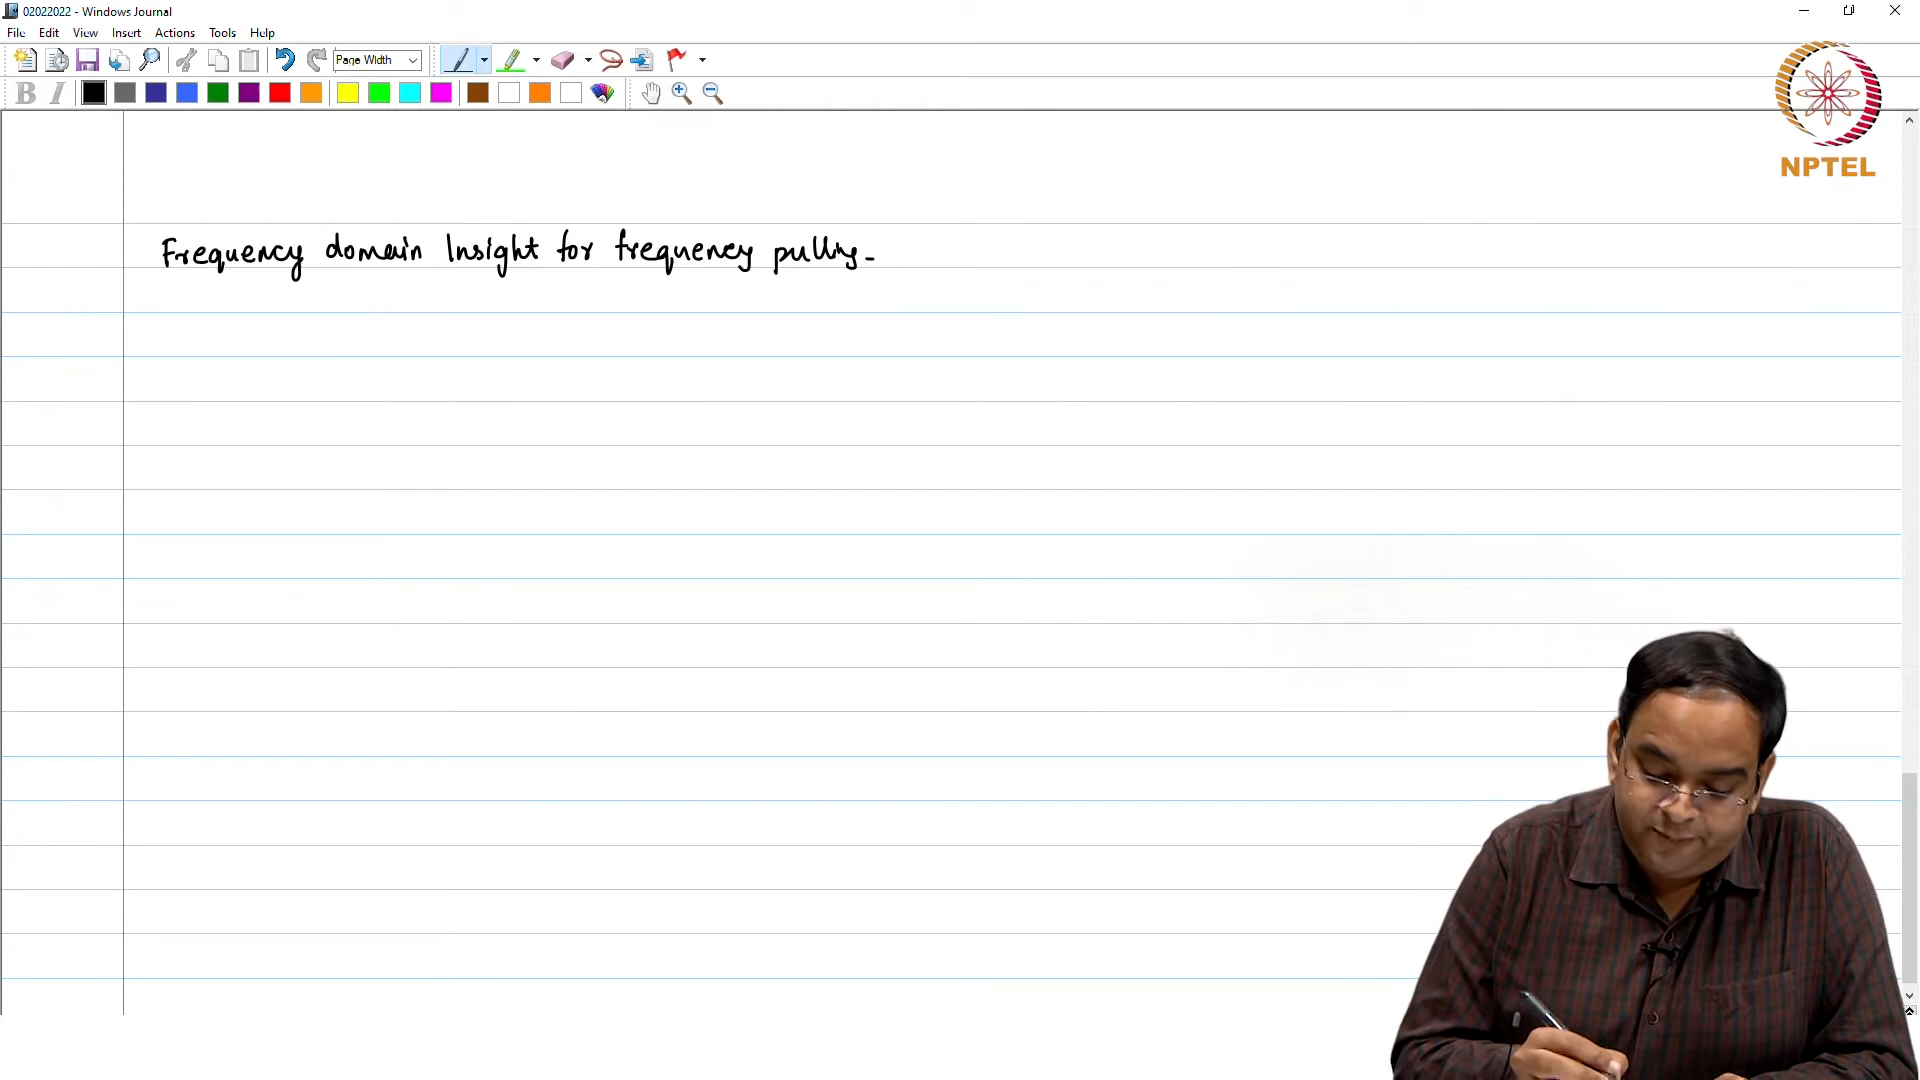 02022022 - Windows Journal
File Edit View Insert Actions Tools Help
Page Width
B I
NPTEL
Frequency domain Insight for frequency pulling-